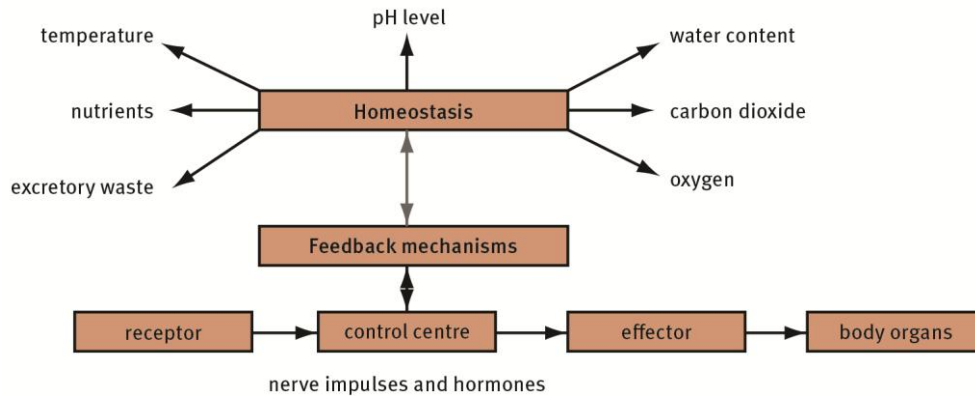 pH level
temperature
water content
Homeostasis
nutrients
carbon dioxide
excretory waste
oxygen
Feedback mechanisms
receptor
control centre
effector
body organs
nerve impulses and hormones